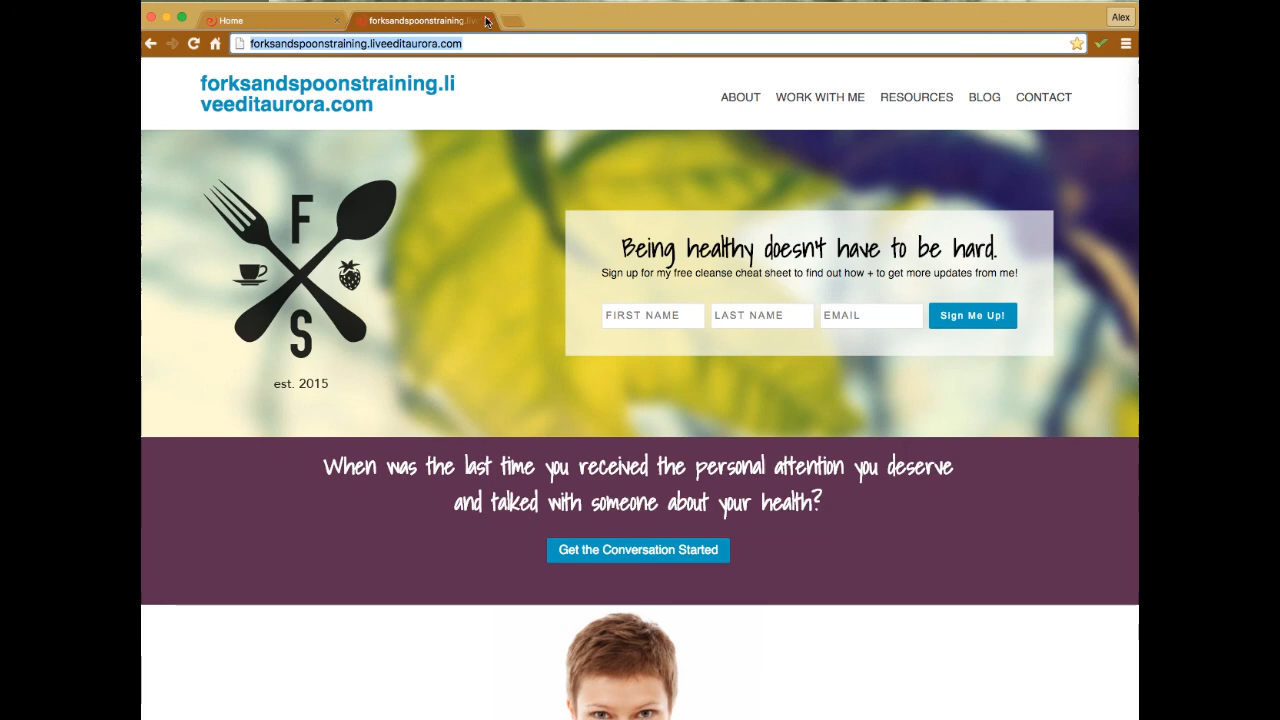 Home
forksandspoonstraining.liv
Alex
forksandspoonstraining.liveeditaurora.com
forksandspoonstraining.li
veeditaurora.com
ABOUT WORK WITH ME RESOURCES BLOG CONTACT
F
S
est. 2015
Being healthy doesn't have to be hard.
Sign up for my free cleanse cheat sheet to find out how + to get more updates from me!
FIRST NAME LAST NAME EMAIL Sign Me Up!
When was the last time you received the personal attention you deserve
and talked with someone about your health?
Get the Conversation Started